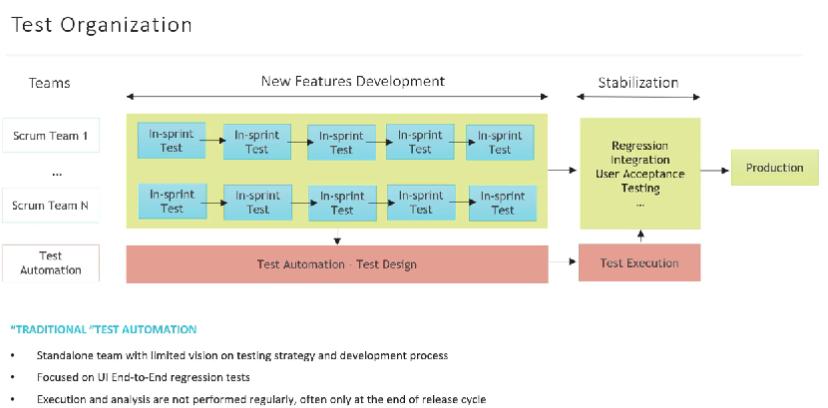 Test Organization
Teams
New Features Development
Stabilization
Scrum Team 1
In-sprint
Test
In-sprint
Test
In-sprint
Test
In-sprint
Test
In-sprint
Test
...
Scrum Team N
In-sprint
Test
In-sprint
Test
In-sprint
Test
In-sprint
Test
In-sprint
Test
Regression
Integration
User Acceptance
Testing
...
Production
Test
Automation
Test Automation - Test Design
Test Execution
"TRADITIONAL "TEST AUTOMATION
• Standalone team with limited vision on testing strategy and development process
• Focused on UI End-to-End regression tests
• Execution and analysis are not performed regularly, often only at the end of release cycle